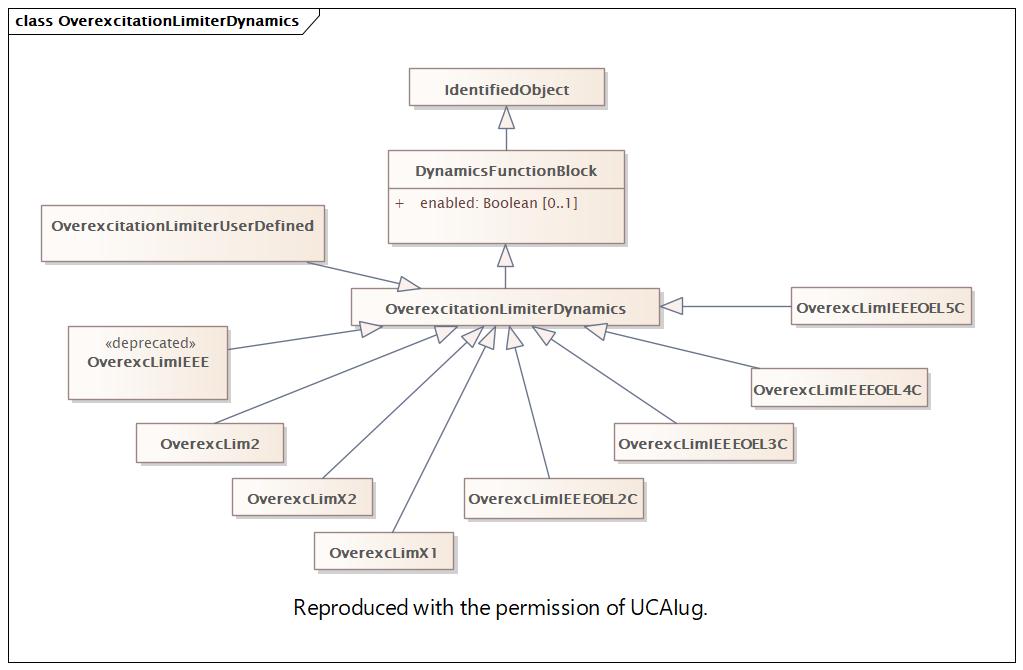 class OverexcitationLimiterDynamics
IdentifiedObject
DynamicsFunctionBlock
+ enabled: Boolean [0..1]
OverexcitationLimiterUserDefined
OverexcitationLimiterDynamics
OverexcLimIEEEOEL5C
«deprecated»
OverexcLimIEEE
OverexcLimIEEEOEL4C
OverexcLim2
OverexcLimIEEEOEL3C
OverexcLimX2
OverexcLimIEEEOEL2C
OverexcLimX1
Reproduced with the permission of UCAIug.